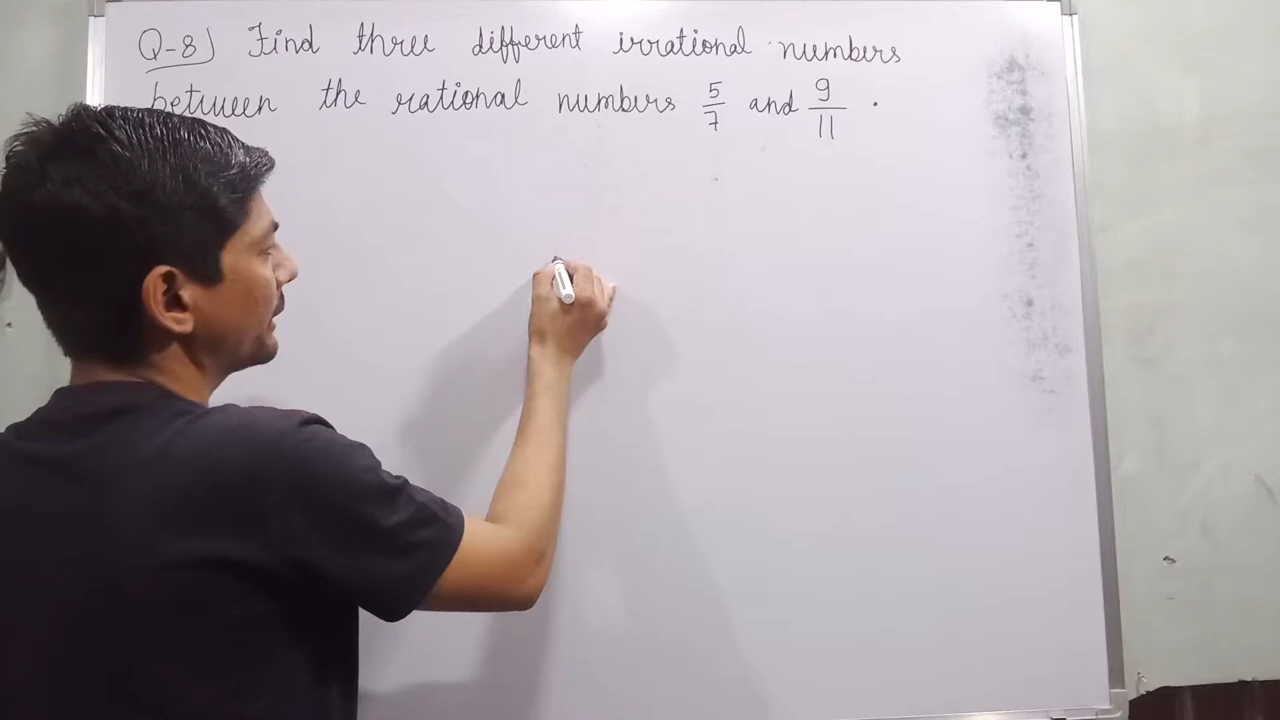 Q-8) Find three different irrational numbers
between the rational numbers 5/7 and 9/11.